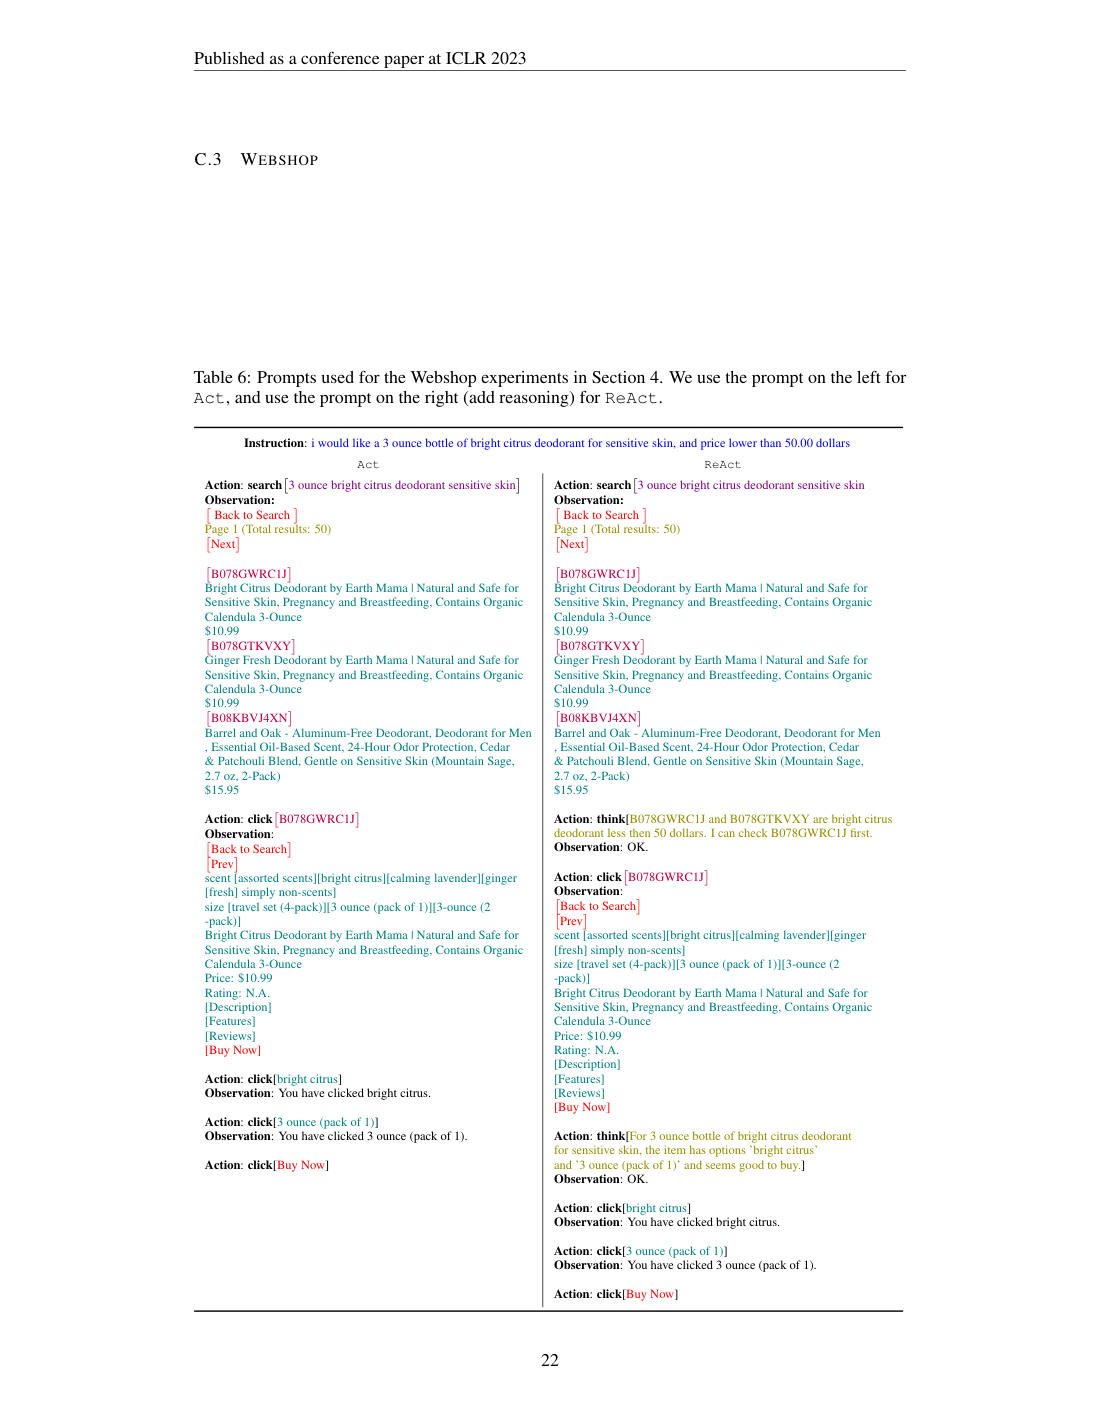 Published as a conference paper at ICLR 2023
C.3 WEBSHOP
Table 6: Prompts used for the Webshop experiments in Section 4. We use the prompt on the left for
Act, and use the prompt on the right (add reasoning) for ReAct.
Instruction: i would like a 3 ounce bottle of bright citrus deodorant for sensitive skin, and price lower than 50.00 dollars
Act
Action: search[3 ounce bright citrus deodorant sensitive skin]
Observation:
[ Back to Search ]
Page 1 (Total results: 50)
[Next]
[B078GWRC1J]
Bright Citrus Deodorant by Earth Mama | Natural and Safe for
Sensitive Skin, Pregnancy and Breastfeeding, Contains Organic
Calendula 3-Ounce
$10.99
[B078GTKVXY]
Ginger Fresh Deodorant by Earth Mama | Natural and Safe for
Sensitive Skin, Pregnancy and Breastfeeding, Contains Organic
Calendula 3-Ounce
$10.99
[B08KBVJ4XN]
Barrel and Oak - Aluminum-Free Deodorant, Deodorant for Men
, Essential Oil-Based Scent, 24-Hour Odor Protection, Cedar
& Patchouli Blend, Gentle on Sensitive Skin (Mountain Sage,
2.7 oz, 2-Pack)
$15.95
Action: click[B078GWRC1J]
Observation:
[Back to Search]
[Prev]
scent [assorted scents][bright citrus][calming lavender][ginger
[fresh] simply non-scents]
size [travel set (4-pack)][3 ounce (pack of 1)][3-ounce (2
-pack)]
Bright Citrus Deodorant by Earth Mama | Natural and Safe for
Sensitive Skin, Pregnancy and Breastfeeding, Contains Organic
Calendula 3-Ounce
Price: $10.99
Rating: N.A.
[Description]
[Features]
[Reviews]
[Buy Now]
Action: click[bright citrus]
Observation: You have clicked bright citrus.
Action: click[3 ounce (pack of 1)]
Observation: You have clicked 3 ounce (pack of 1).
Action: click[Buy Now]
ReAct
Action: search[3 ounce bright citrus deodorant sensitive skin
Observation:
[ Back to Search ]
Page 1 (Total results: 50)
[Next]
[B078GWRC1J]
Bright Citrus Deodorant by Earth Mama | Natural and Safe for
Sensitive Skin, Pregnancy and Breastfeeding, Contains Organic
Calendula 3-Ounce
$10.99
[B078GTKVXY]
Ginger Fresh Deodorant by Earth Mama | Natural and Safe for
Sensitive Skin, Pregnancy and Breastfeeding, Contains Organic
Calendula 3-Ounce
$10.99
[B08KBVJ4XN]
Barrel and Oak - Aluminum-Free Deodorant, Deodorant for Men
, Essential Oil-Based Scent, 24-Hour Odor Protection, Cedar
& Patchouli Blend, Gentle on Sensitive Skin (Mountain Sage,
2.7 oz, 2-Pack)
$15.95
Action: think[B078GWRC1J and B078GTKVXY are bright citrus
deodorant less then 50 dollars. I can check B078GWRC1J first.
Observation: OK.
Action: click[B078GWRC1J]
Observation:
[Back to Search]
[Prev]
scent [assorted scents][bright citrus][calming lavender][ginger
[fresh] simply non-scents]
size [travel set (4-pack)][3 ounce (pack of 1)][3-ounce (2
-pack)]
Bright Citrus Deodorant by Earth Mama | Natural and Safe for
Sensitive Skin, Pregnancy and Breastfeeding, Contains Organic
Calendula 3-Ounce
Price: $10.99
Rating: N.A.
[Description]
[Features]
[Reviews]
[Buy Now]
Action: think[For 3 ounce bottle of bright citrus deodorant
for sensitive skin, the item has options 'bright citrus'
and '3 ounce (pack of 1)' and seems good to buy.]
Observation: OK.
Action: click[bright citrus]
Observation: You have clicked bright citrus.
Action: click[3 ounce (pack of 1)]
Observation: You have clicked 3 ounce (pack of 1).
Action: click[Buy Now]
22